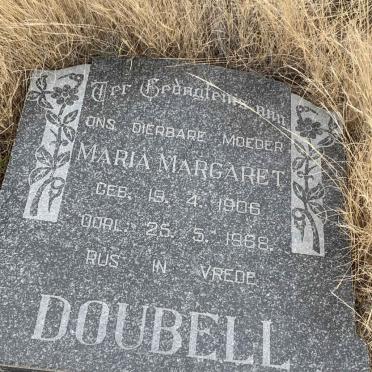 Ter Gedagtenis aan
ONS DIERBARE MOEDER
MARIA MARGARET
GEB. 19. 4. 1906
OORL. 25. 5. 1968.
RUS IN VREDE
DOUBELL